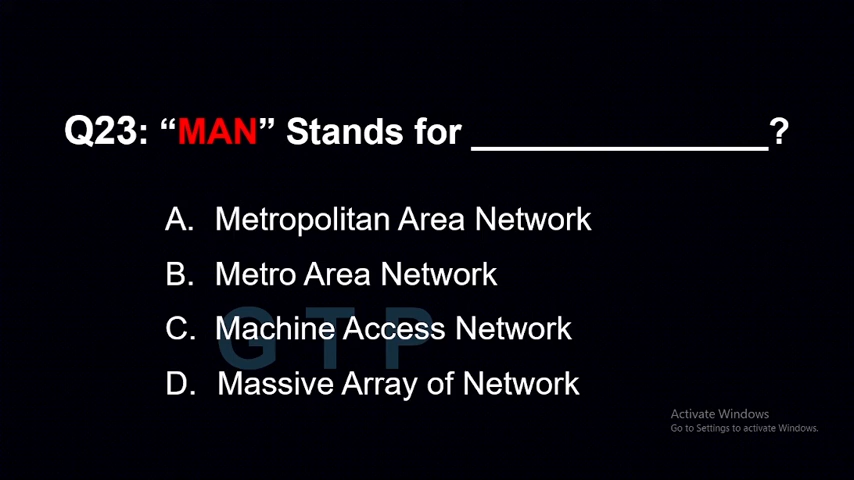 Q23: “MAN” Stands for ________________?
A. Metropolitan Area Network
B. Metro Area Network
C. Machine Access Network
D. Massive Array of Network
GTP
Activate Windows
Go to Settings to activate Windows.